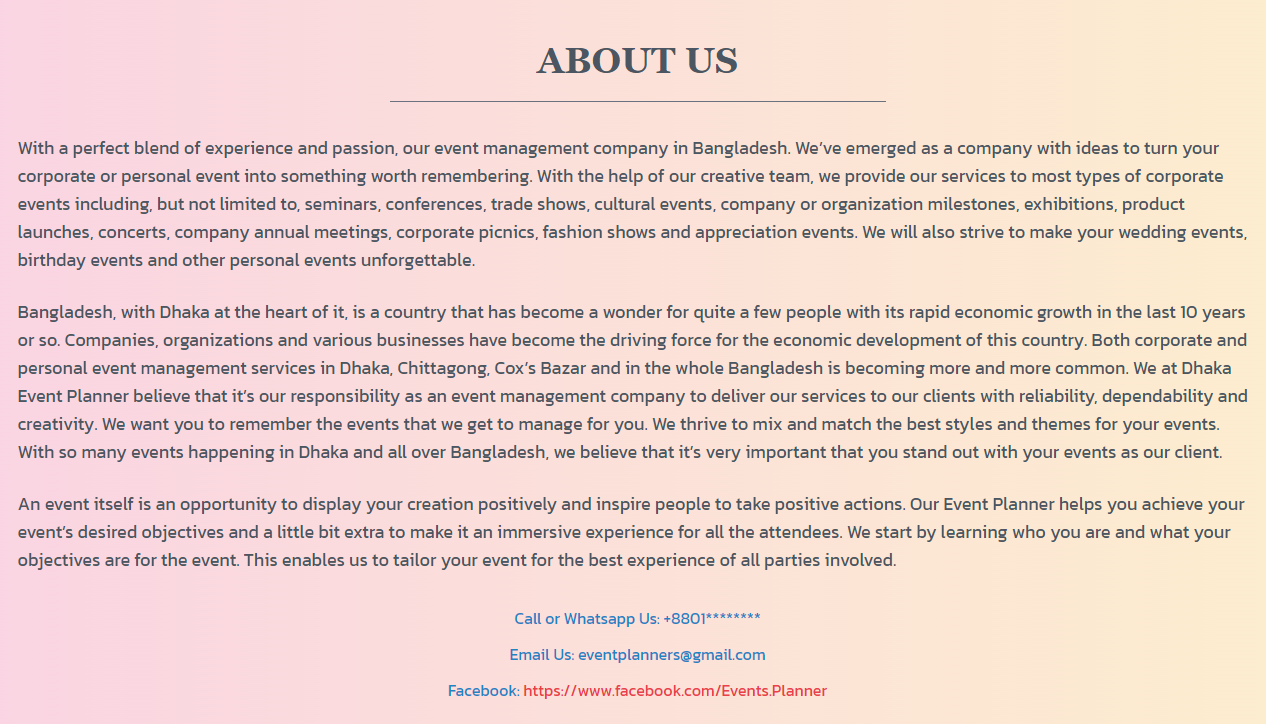 ABOUT US
With a perfect blend of experience and passion, our event management company in Bangladesh. We’ve emerged as a company with ideas to turn your
corporate or personal event into something worth remembering. With the help of our creative team, we provide our services to most types of corporate
events including, but not limited to, seminars, conferences, trade shows, cultural events, company or organization milestones, exhibitions, product
launches, concerts, company annual meetings, corporate picnics, fashion shows and appreciation events. We will also strive to make your wedding events,
birthday events and other personal events unforgettable.
Bangladesh, with Dhaka at the heart of it, is a country that has become a wonder for quite a few people with its rapid economic growth in the last 10 years
or so. Companies, organizations and various businesses have become the driving force for the economic development of this country. Both corporate and
personal event management services in Dhaka, Chittagong, Cox’s Bazar and in the whole Bangladesh is becoming more and more common. We at Dhaka
Event Planner believe that it’s our responsibility as an event management company to deliver our services to our clients with reliability, dependability and
creativity. We want you to remember the events that we get to manage for you. We thrive to mix and match the best styles and themes for your events.
With so many events happening in Dhaka and all over Bangladesh, we believe that it’s very important that you stand out with your events as our client.
An event itself is an opportunity to display your creation positively and inspire people to take positive actions. Our Event Planner helps you achieve your
event’s desired objectives and a little bit extra to make it an immersive experience for all the attendees. We start by learning who you are and what your
objectives are for the event. This enables us to tailor your event for the best experience of all parties involved.
Call or Whatsapp Us: +8801********
Email Us: eventplanners@gmail.com
Facebook: https://www.facebook.com/Events.Planner